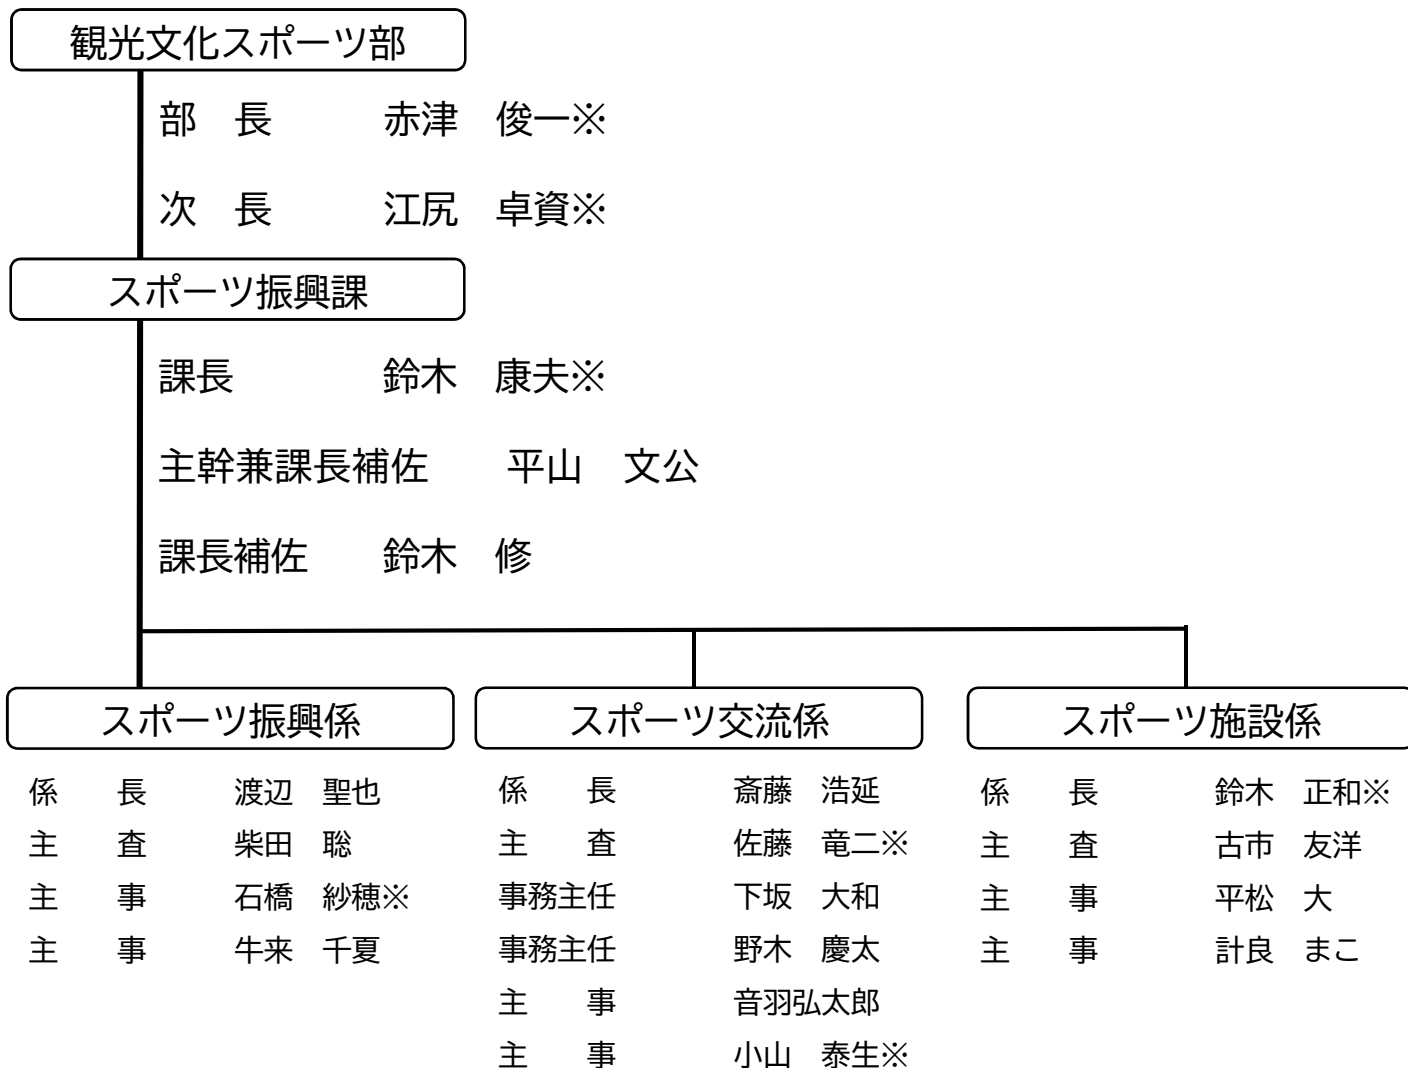 観光文化スポーツ部
部　長　　　赤津　俊一※
次　長　　　江尻　卓資※
スポーツ振興課
課長　　　　鈴木　康夫※
主幹兼課長補佐　　平山　文公
課長補佐　　鈴木　修
スポーツ振興係
係　　長　　　渡辺　聖也
主　　査　　　柴田　聡
主　　事　　　石橋　紗穂※
主　　事　　　牛来　千夏
スポーツ交流係
係　　長　　　　斎藤　浩延
主　　査　　　　佐藤　竜二※
事務主任　　　　下坂　大和
事務主任　　　　野木　慶太
主　　事　　　　音羽弘太郎
主　　事　　　　小山　泰生※
スポーツ施設係
係　　長　　　　鈴木　正和※
主　　査　　　　古市　友洋
主　　事　　　　平松　大
主　　事　　　　計良　まこ